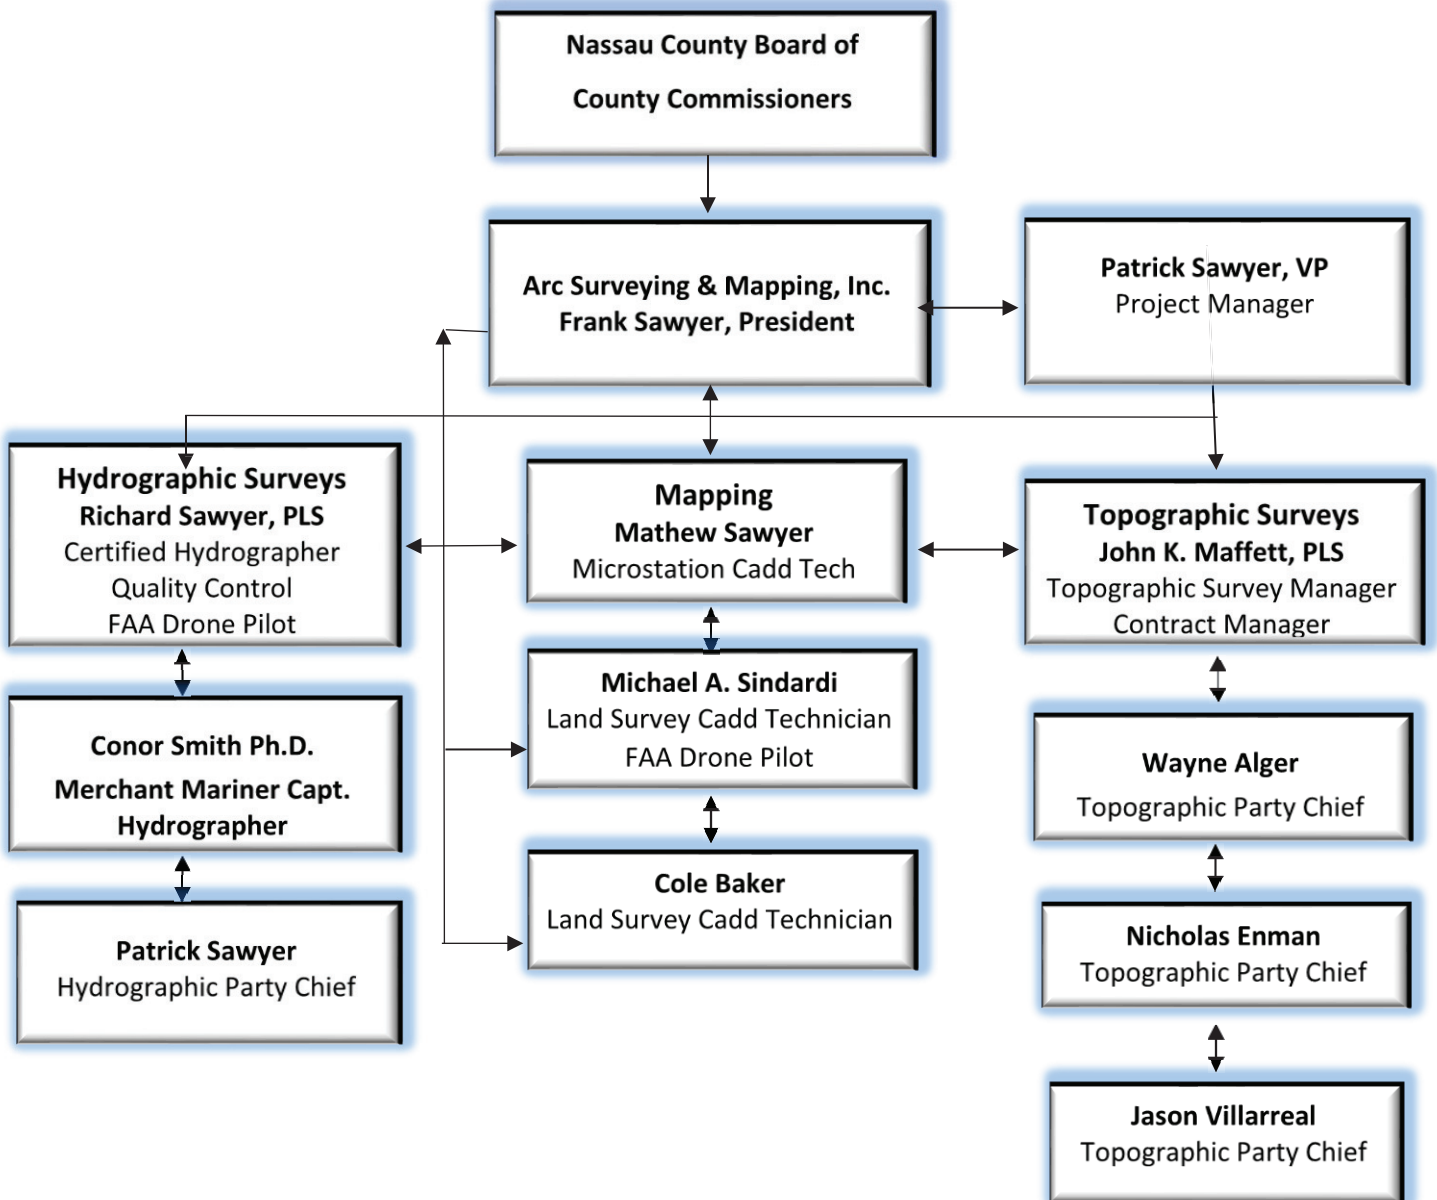 Nassau County Board of
County Commissioners
Arc Surveying & Mapping, Inc.
Frank Sawyer, President
Patrick Sawyer, VP
Project Manager
Hydrographic Surveys
Richard Sawyer, PLS
Certified Hydrographer
Quality Control
FAA Drone Pilot
Mapping
Mathew Sawyer
Microstation Cadd Tech
Topographic Surveys
John K. Maffett, PLS
Topographic Survey Manager
Contract Manager
Conor Smith Ph.D.
Merchant Mariner Capt.
Hydrographer
Michael A. Sindardi
Land Survey Cadd Technician
FAA Drone Pilot
Wayne Alger
Topographic Party Chief
Patrick Sawyer
Hydrographic Party Chief
Cole Baker
Land Survey Cadd Technician
Nicholas Enman
Topographic Party Chief
Jason Villarreal
Topographic Party Chief